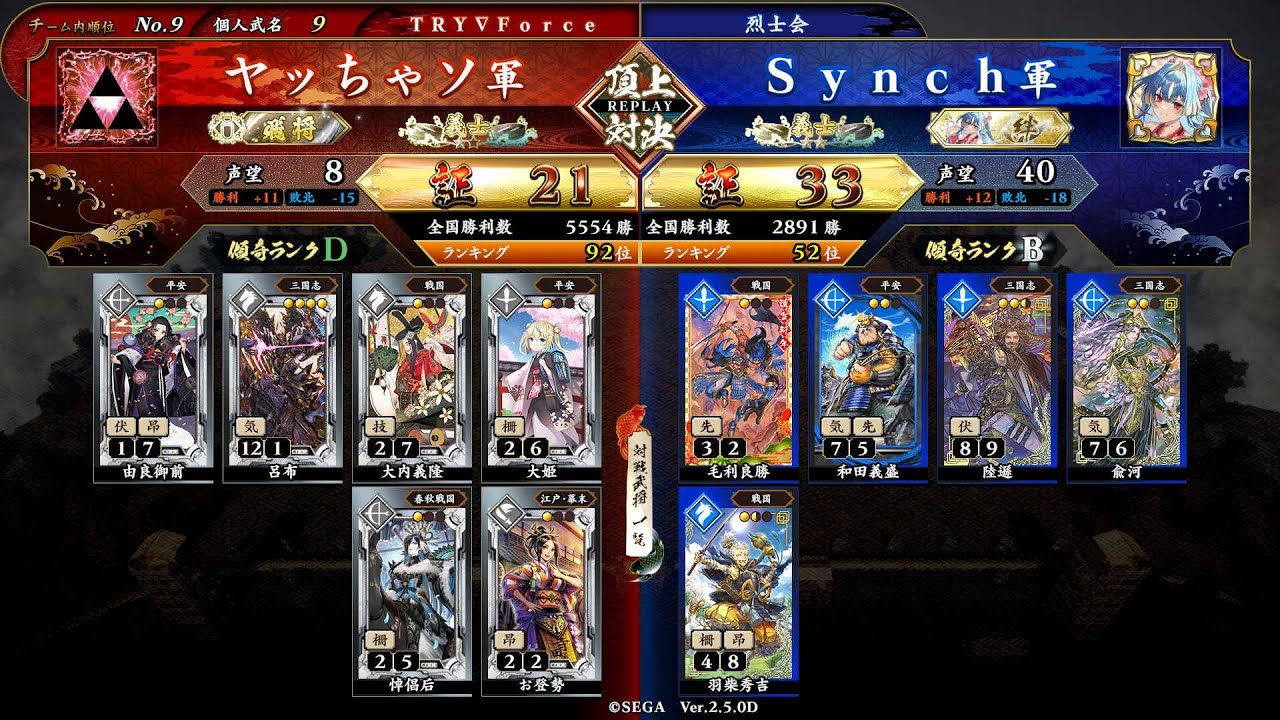 チーム内順位 No.9 個人武名 9 TRY∇Force 烈士会
ヤッちゃソ軍 頂上 REPLAY 対決 Synch軍
飛将 義士 義士 絆
声望 8 証 21 証 33 声望 40
勝利 +11 敗北 -15 勝利 +12 敗北 -18
全国勝利数 5554勝 全国勝利数 2891勝
傾奇ランクD ランキング 92位 ランキング 52位 傾奇ランクB
平安 三国志 戦国 平安 戦国 平安 三国志 三国志
伏 昂 気 技 柵 先 気 先 伏 気
1 7 12 1 2 7 2 6 3 2 7 5 8 9 7 6
由良御前 呂布 大内義隆 大姫 毛利良勝 和田義盛 陸遜 兪河
対戦武将一覧
春秋戦国 江戸・幕末 戦国
柵 昂 柵 昂
2 5 2 2 4 8
悼倡后 お登勢 羽柴秀吉
©SEGA Ver.2.5.0D